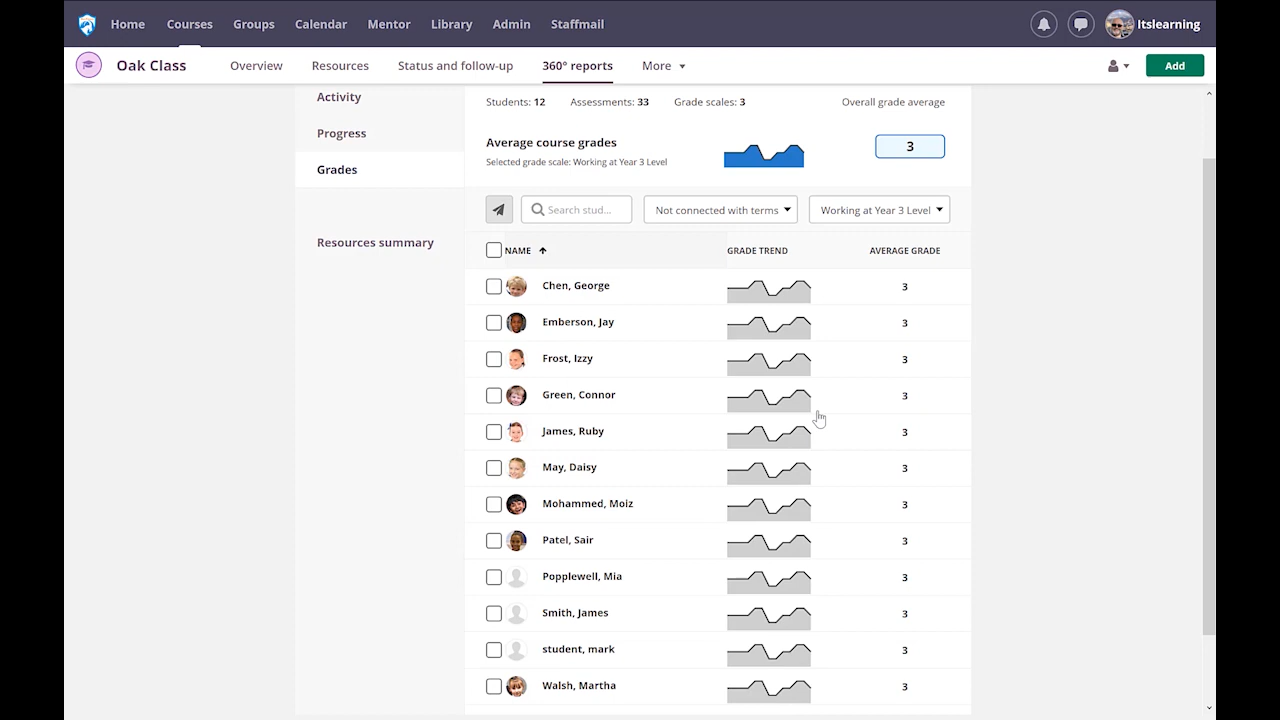 Home Courses Groups Calendar Mentor Library Admin Staffmail Itslearning
Oak Class Overview Resources Status and follow-up 360° reports More Add
Activity
Progress
Grades
Resources summary
Students: 12 Assessments: 33 Grade scales: 3 Overall grade average
Average course grades
Selected grade scale: Working at Year 3 Level
3
Search stud... Not connected with terms Working at Year 3 Level
NAME GRADE TREND AVERAGE GRADE
Chen, George 3
Emberson, Jay 3
Frost, Izzy 3
Green, Connor 3
James, Ruby 3
May, Daisy 3
Mohammed, Moiz 3
Patel, Sair 3
Popplewell, Mia 3
Smith, James 3
student, mark 3
Walsh, Martha 3